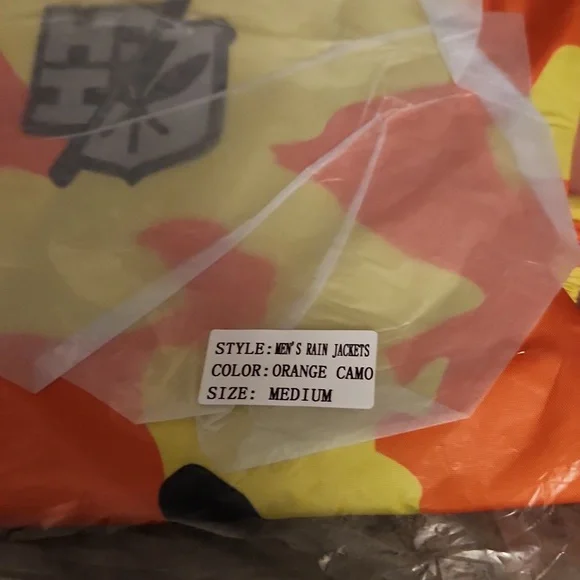 STYLE:MEN'S RAIN JACKETS
COLOR:ORANGE CAMO
SIZE: MEDIUM